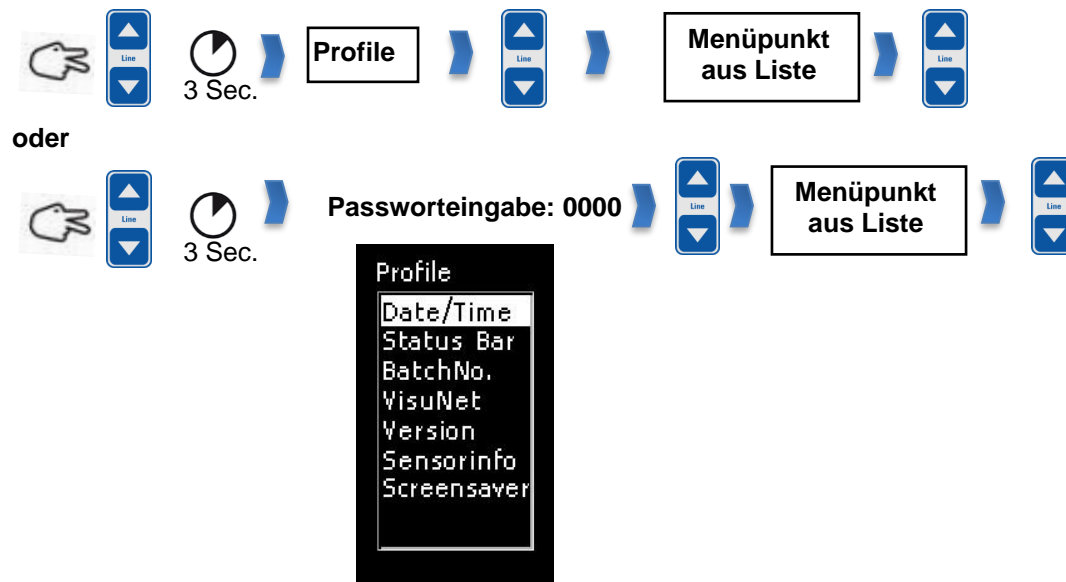 Line
3 Sec.
Profile
Line
Menüpunkt
aus Liste
Line
oder
Line
3 Sec.
Passworteingabe: 0000
Line
Menüpunkt
aus Liste
Line
Profile
Date/Time
Status Bar
BatchNo.
VisuNet
Version
Sensorinfo
Screensaver